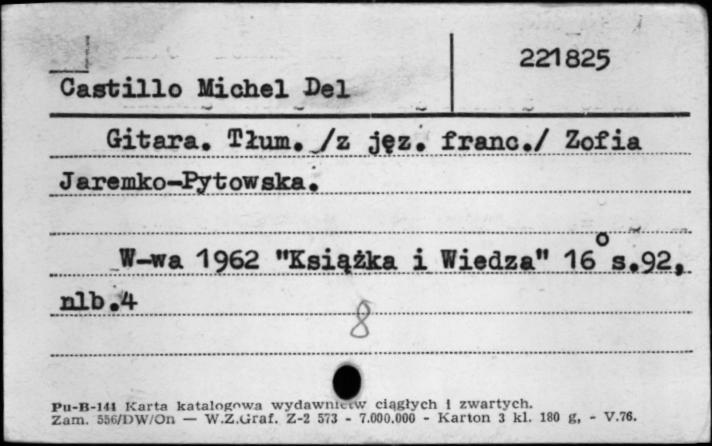 221825
Castillo Michel Del
Gitara. Tłum. /z jęz. franc./ Zofia
Jaremko-Pytowska.
W-wa 1962 "Książka i Wiedza" 16° s.92,
nlb.4
8
Pu-B-141 Karta katalogowa wydawnictw ciągłych i zwartych.
Zam. 556/DW/On — W.Z.Graf. Z-2 573 - 7.000.000 - Karton 3 kl. 180 g, - V.76.